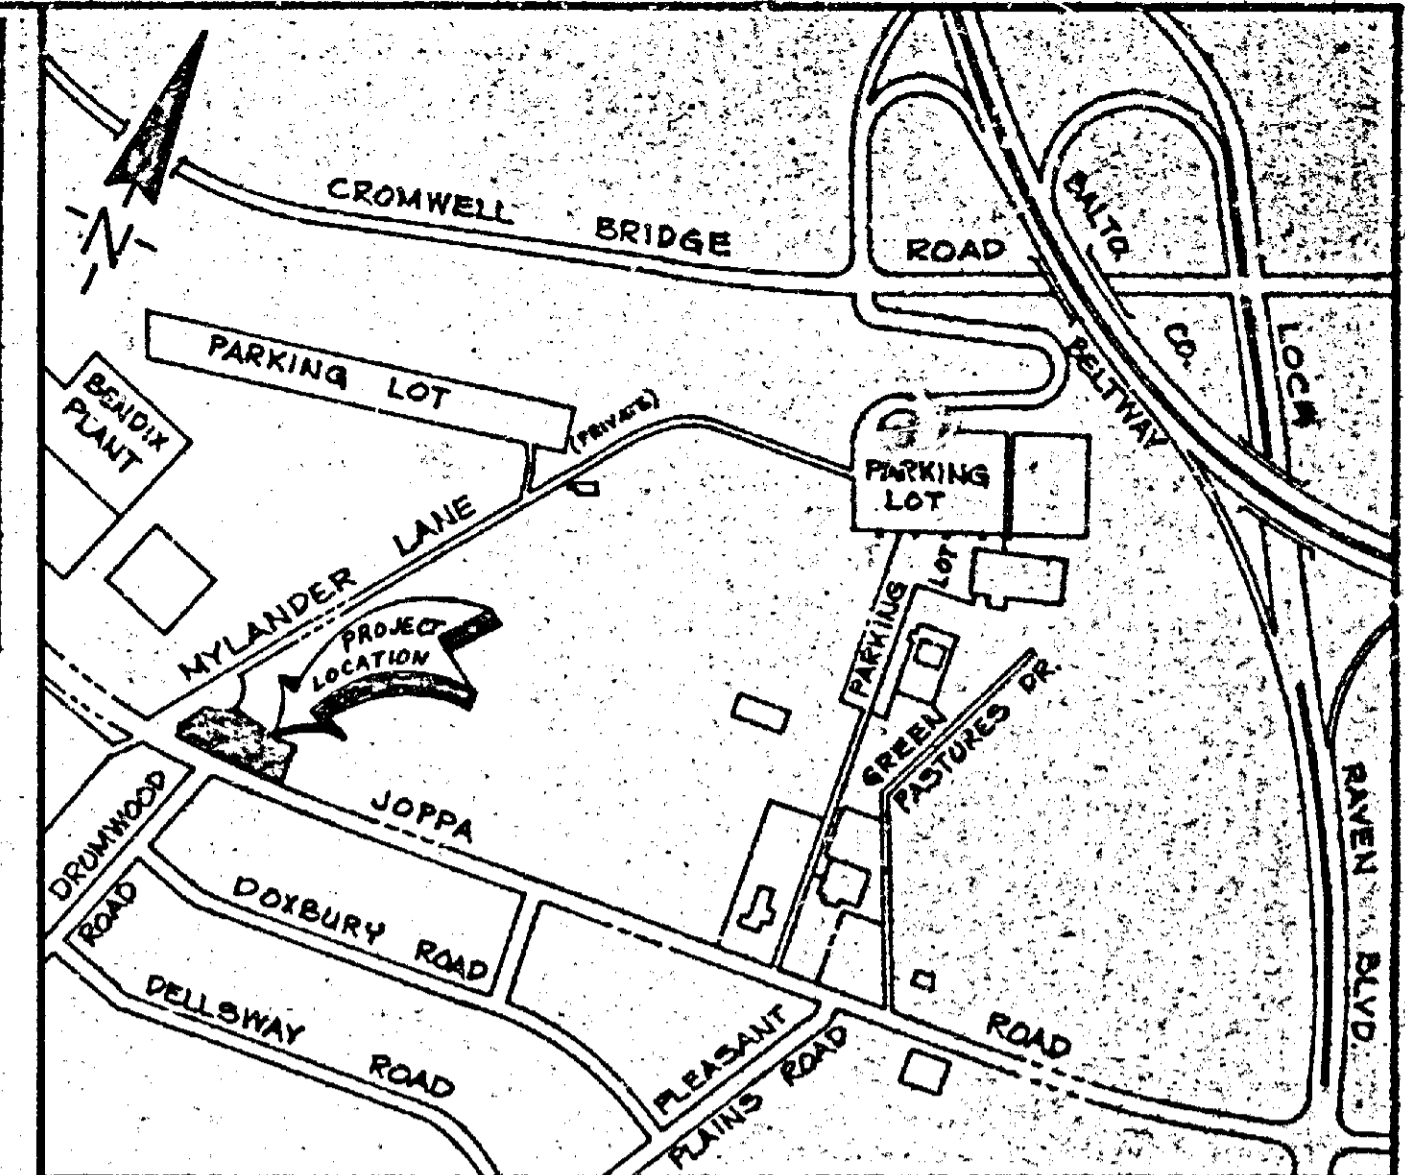 CROMWELL BRIDGE ROAD
N
BALTO. CO. BELTWAY
LOCH RAVEN BLVD.
PARKING LOT
BENDIX
PLANT
(PRIVATE)
MYLANDER LANE
PARKING
LOT
PARKING LOT
PROJECT
LOCATION
GREEN
PASTURES DR.
JOPPA ROAD
DRUMWOOD
ROAD
DOXBURY ROAD
DELLSWAY ROAD
PLEASANT
PLAINS ROAD